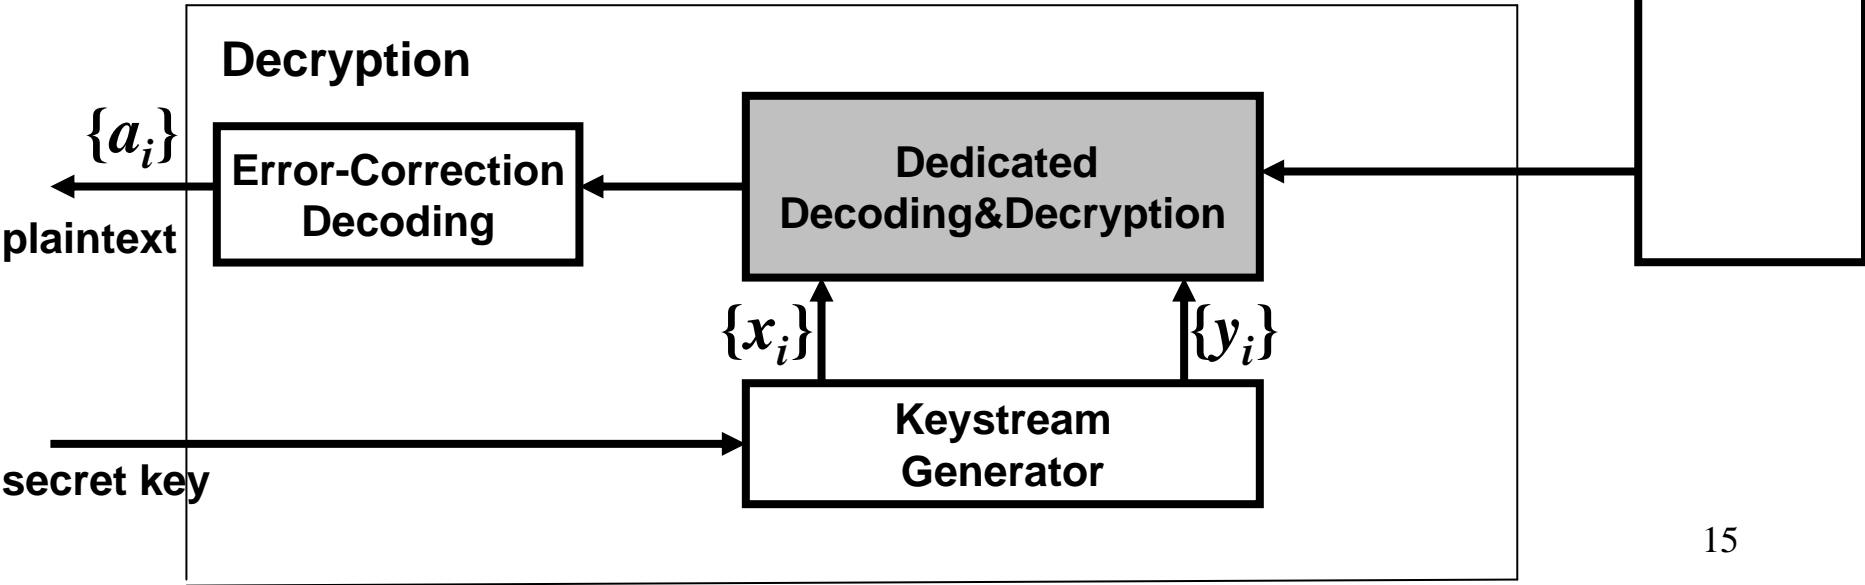 Decryption
{a_i}
plaintext
Error-Correction
Decoding
Dedicated
Decoding&Decryption
{x_i}
{y_i}
Keystream
Generator
secret key
15